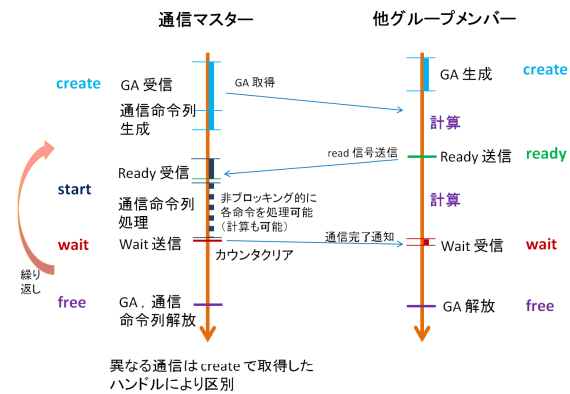 通信マスター
他グループメンバー
create
GA 受信
GA 取得
GA 生成
create
通信命令列
生成
計算
read 信号送信
Ready 受信
Ready 送信
ready
start
通信命令列
処理
非ブロッキング的に
各命令を処理可能
（計算も可能）
計算
wait
Wait 送信
通信完了通知
Wait 受信
wait
カウンタクリア
繰り
返し
free
GA , 通信
命令列解放
GA 解放
free
異なる通信は create で取得した
ハンドルにより区別